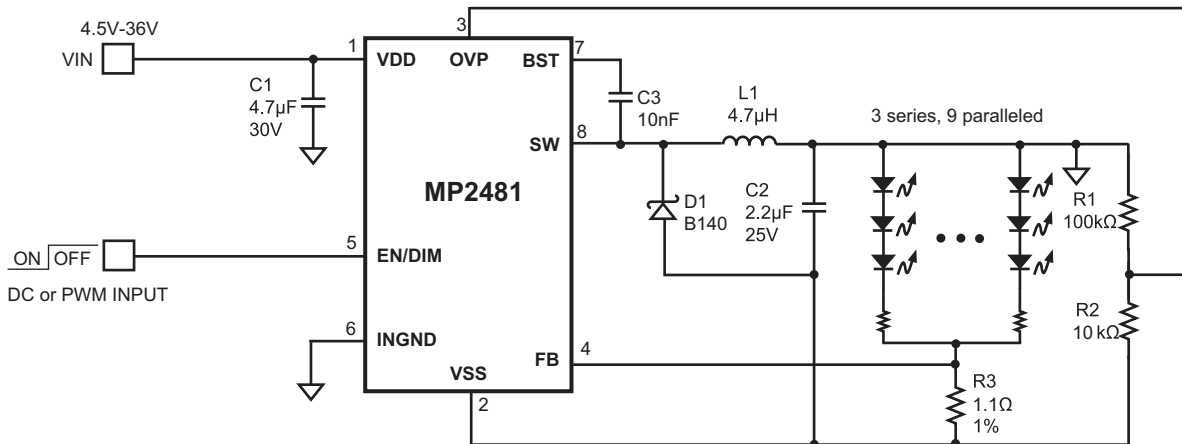 4.5V-36V
VIN
1
3
7
VDD
OVP
BST
C1
4.7µF
30V
C3
10nF
L1
4.7µH
3 series, 9 paralleled
8
SW
MP2481
D1
B140
C2
2.2µF
25V
R1
100kΩ
ON OFF
5
EN/DIM
DC or PWM INPUT
6
INGND
R2
10 kΩ
FB
4
VSS
2
R3
1.1Ω
1%